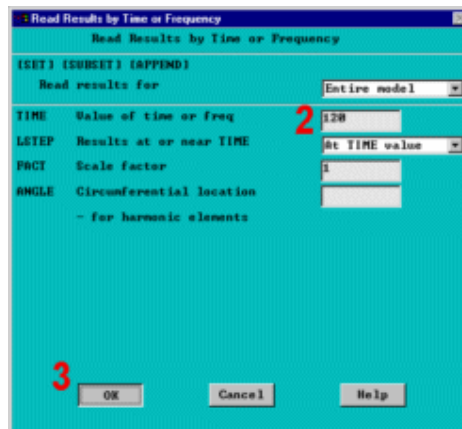 Read Results by Time or Frequency
Read Results by Time or Frequency
[SET] [SUBSET] [APPEND]
Read results for Entire model
TIME Value of time or freq 2 120
LSTEP Results at or near TIME At TIME value
FACT Scale factor 1
ANGLE Circumferential location
- for harmonic elements
3
OK Cancel Help